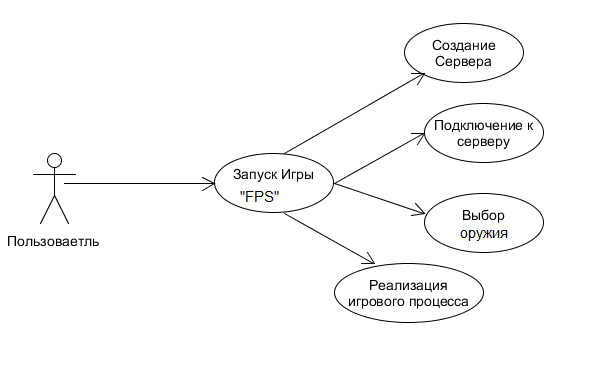 Создание
Сервера
Подключение к
серверу
Запуск Игры
"FPS"
Выбор
оружия
Пользоваетль
Реализация
игрового процесса